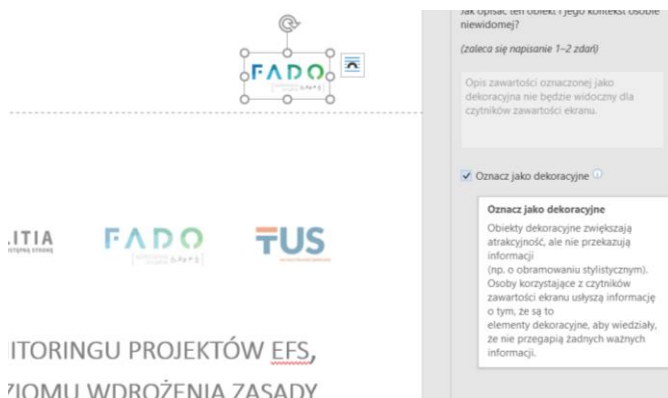 Jak opisać ten obiekt i jego kontekst osobie
niewidomej?
(zaleca się napisanie 1–2 zdań)
Opis zawartości oznaczonej jako
dekoracyjna nie będzie widoczny dla
czytników zawartości ekranu.
Oznacz jako dekoracyjne
Oznacz jako dekoracyjne
Obiekty dekoracyjne zwiększają
atrakcyjność, ale nie przekazują
informacji
(np. o obramowaniu stylistycznym).
Osoby korzystające z czytników
zawartości ekranu usłyszą informację
o tym, że są to
elementy dekoracyjne, aby wiedziały,
że nie przegapią żadnych ważnych
informacji.
FADO
LITIA
FADO
TUS
ITORINGU PROJEKTÓW EFS,
ZIOMU WDROŻENIA ZASADY